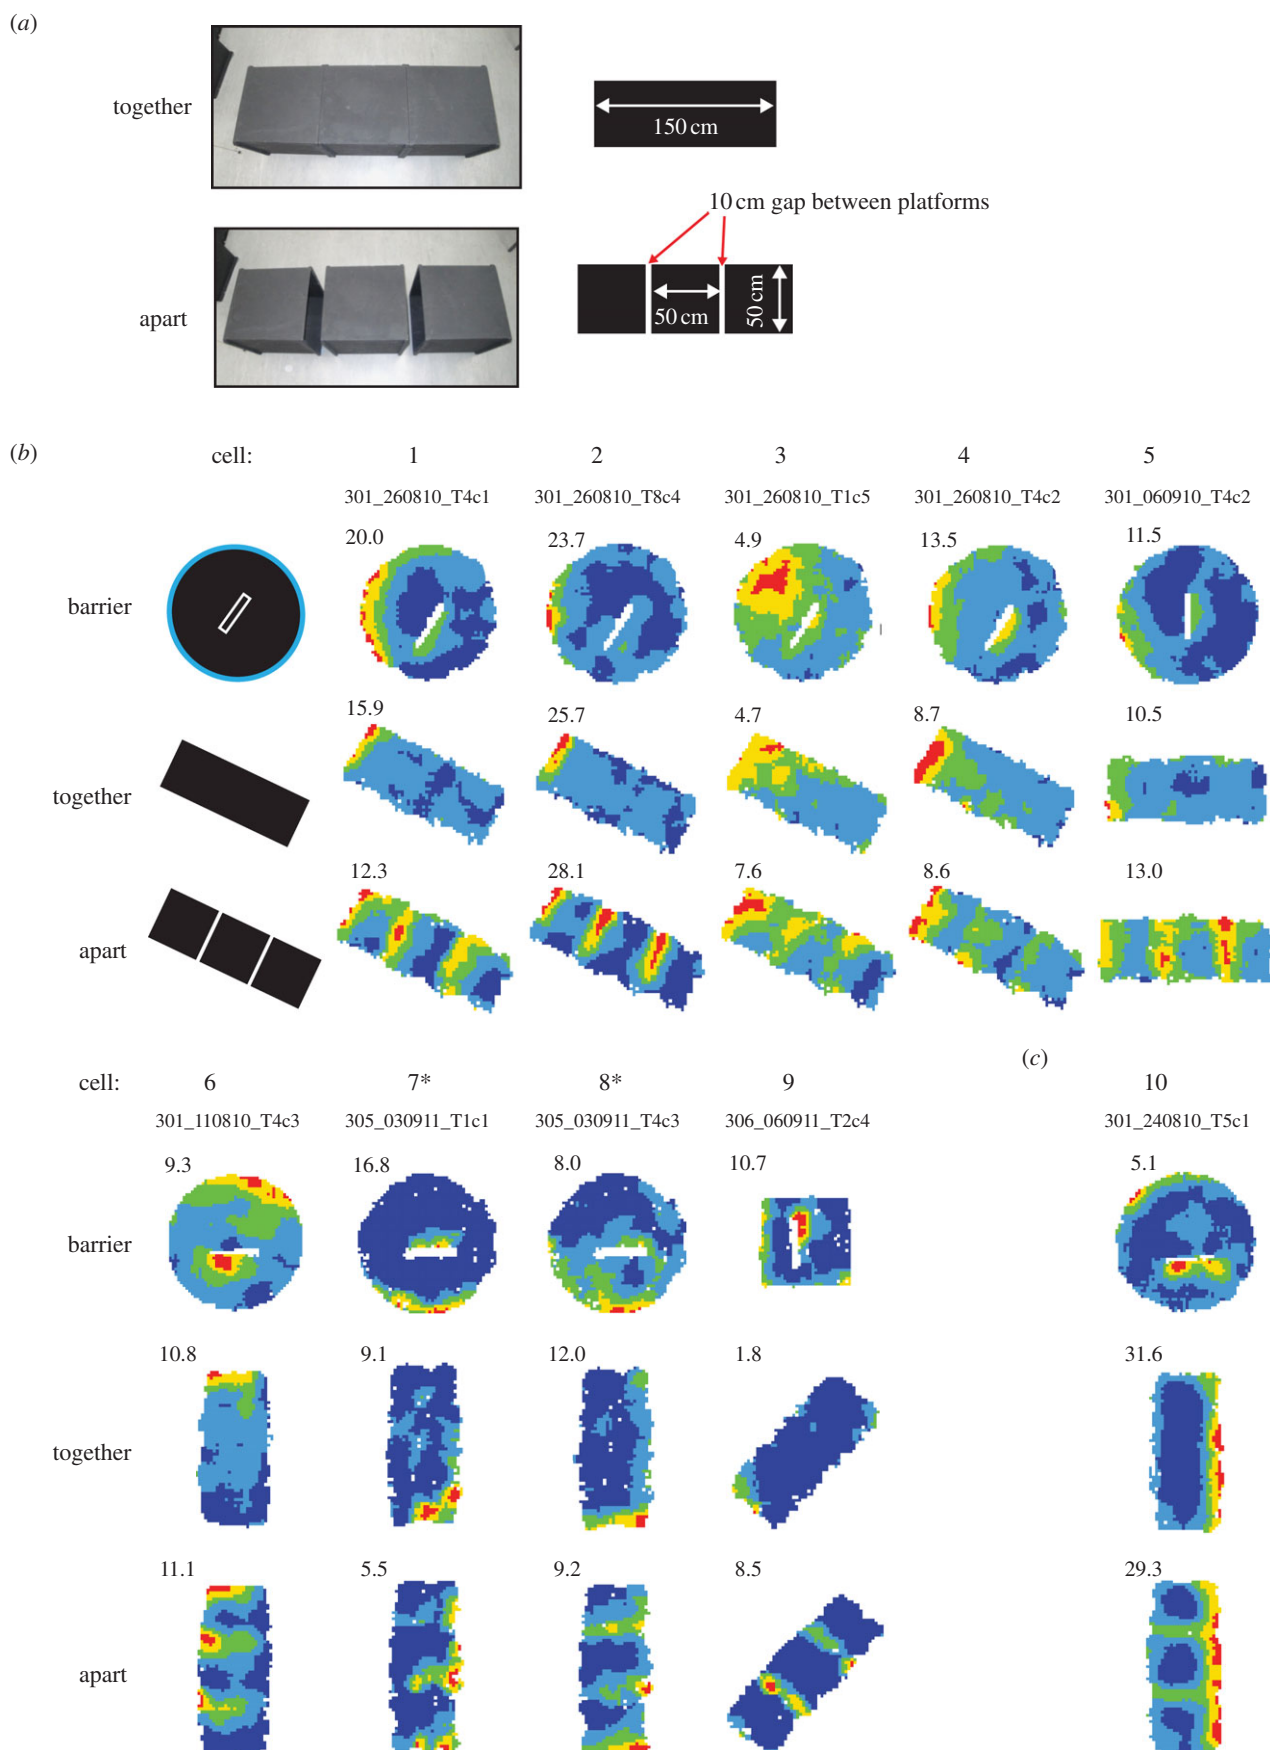 (a)
together
150 cm
10 cm gap between platforms
apart
50 cm
50 cm
(b)
cell: 1 2 3 4 5
301_260810_T4c1 301_260810_T8c4 301_260810_T1c5 301_260810_T4c2 301_060910_T4c2
20.0 23.7 4.9 13.5 11.5
barrier
15.9 25.7 4.7 8.7 10.5
together
12.3 28.1 7.6 8.6 13.0
apart
(c)
cell: 6 7* 8* 9 10
301_110810_T4c3 305_030911_T1c1 305_030911_T4c3 306_060911_T2c4 301_240810_T5c1
9.3 16.8 8.0 10.7 5.1
barrier
10.8 9.1 12.0 1.8 31.6
together
11.1 5.5 9.2 8.5 29.3
apart